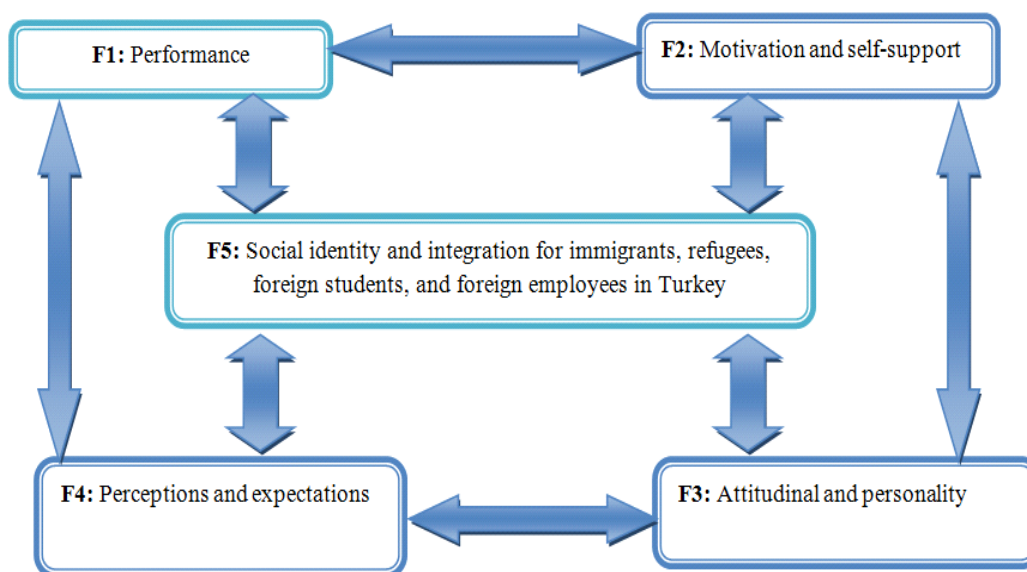 F1: Performance
F2: Motivation and self-support
F5: Social identity and integration for immigrants, refugees,
foreign students, and foreign employees in Turkey
F4: Perceptions and expectations
F3: Attitudinal and personality